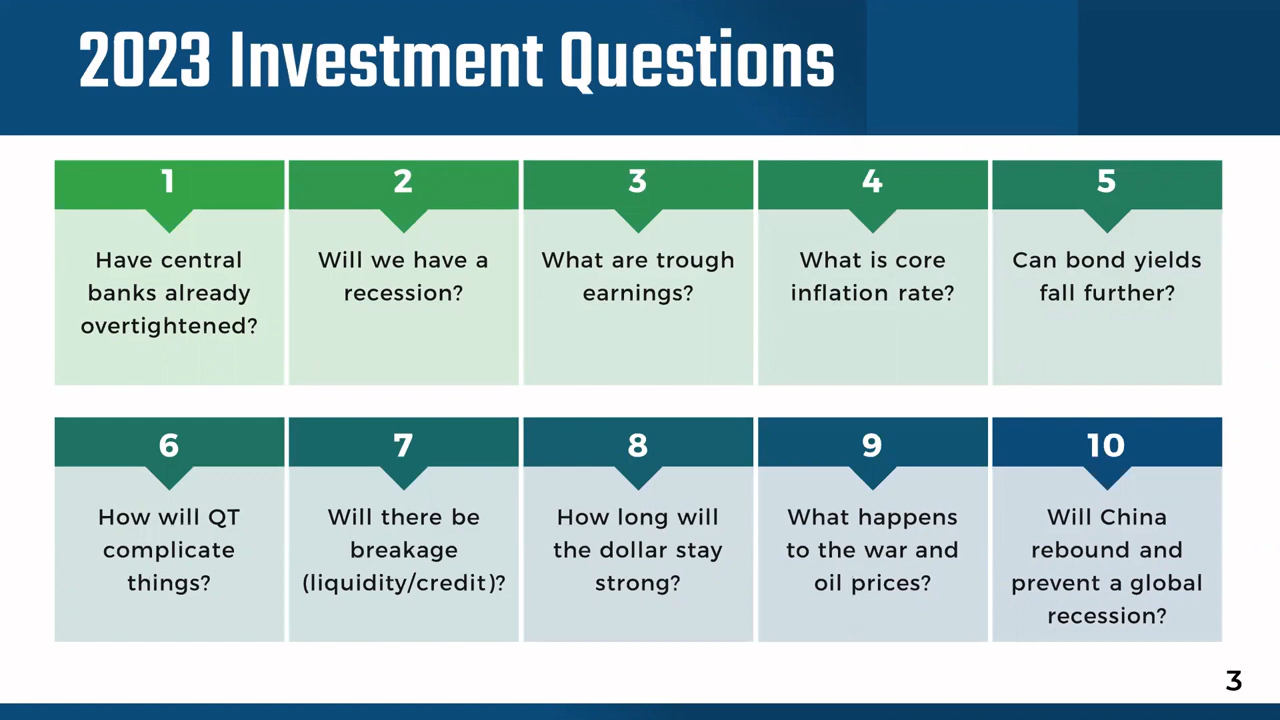 2023 Investment Questions
1
Have central
banks already
overtightened?
2
Will we have a
recession?
3
What are trough
earnings?
4
What is core
inflation rate?
5
Can bond yields
fall further?
6
How will QT
complicate
things?
7
Will there be
breakage
(liquidity/credit)?
8
How long will
the dollar stay
strong?
9
What happens
to the war and
oil prices?
10
Will China
rebound and
prevent a global
recession?
3